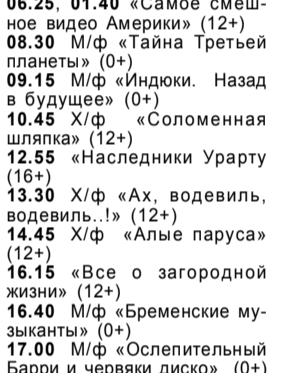 06.25, 01.40 «Самое смеш-
ное видео Америки» (12+)
08.30 М/ф «Тайна Третьей
планеты» (0+)
09.15 М/ф «Индюки. Назад
в будущее» (0+)
10.45 Х/ф «Соломенная
шляпка» (12+)
12.55 «Наследники Урарту
(16+)
13.30 Х/ф «Ах, водевиль,
водевиль..!» (12+)
14.45 Х/ф «Алые паруса»
(12+)
16.15 «Все о загородной
жизни» (12+)
16.40 М/ф «Бременские му-
зыканты» (0+)
17.00 М/ф «Ослепительный
Барри и червяки диско» (0+)